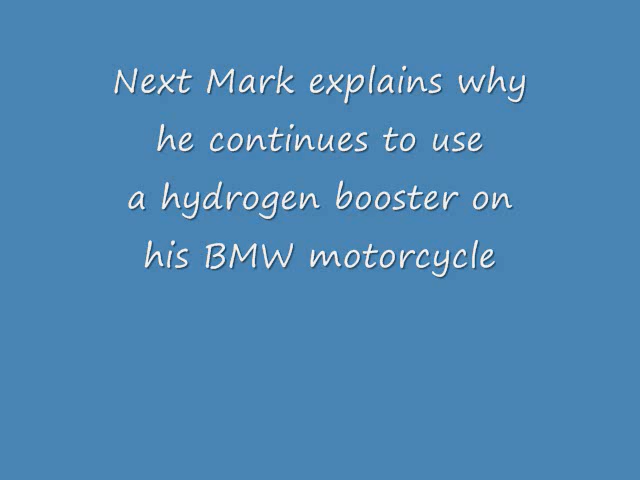 Next Mark explains why
he continues to use
a hydrogen booster on
his BMW motorcycle